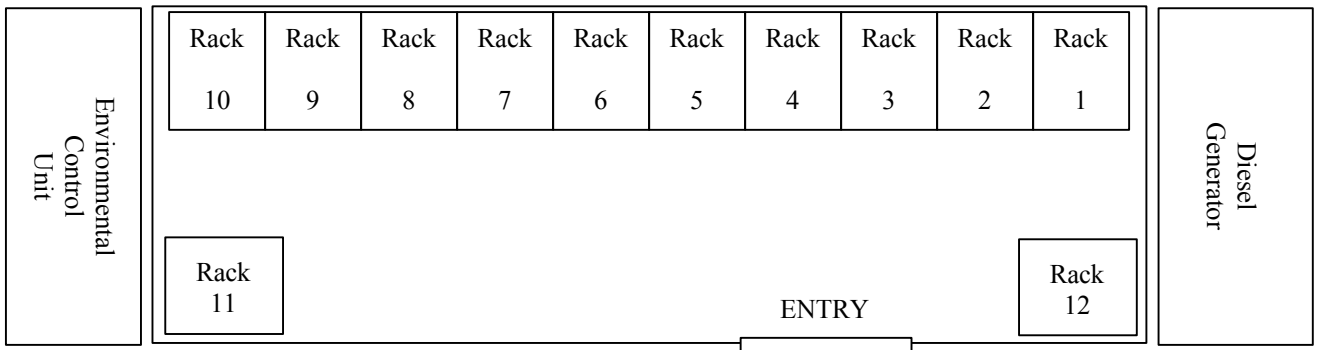 Environmental
Control
Unit
Rack
10
Rack
9
Rack
8
Rack
7
Rack
6
Rack
5
Rack
4
Rack
3
Rack
2
Rack
1
Diesel
Generator
Rack
11
ENTRY
Rack
12